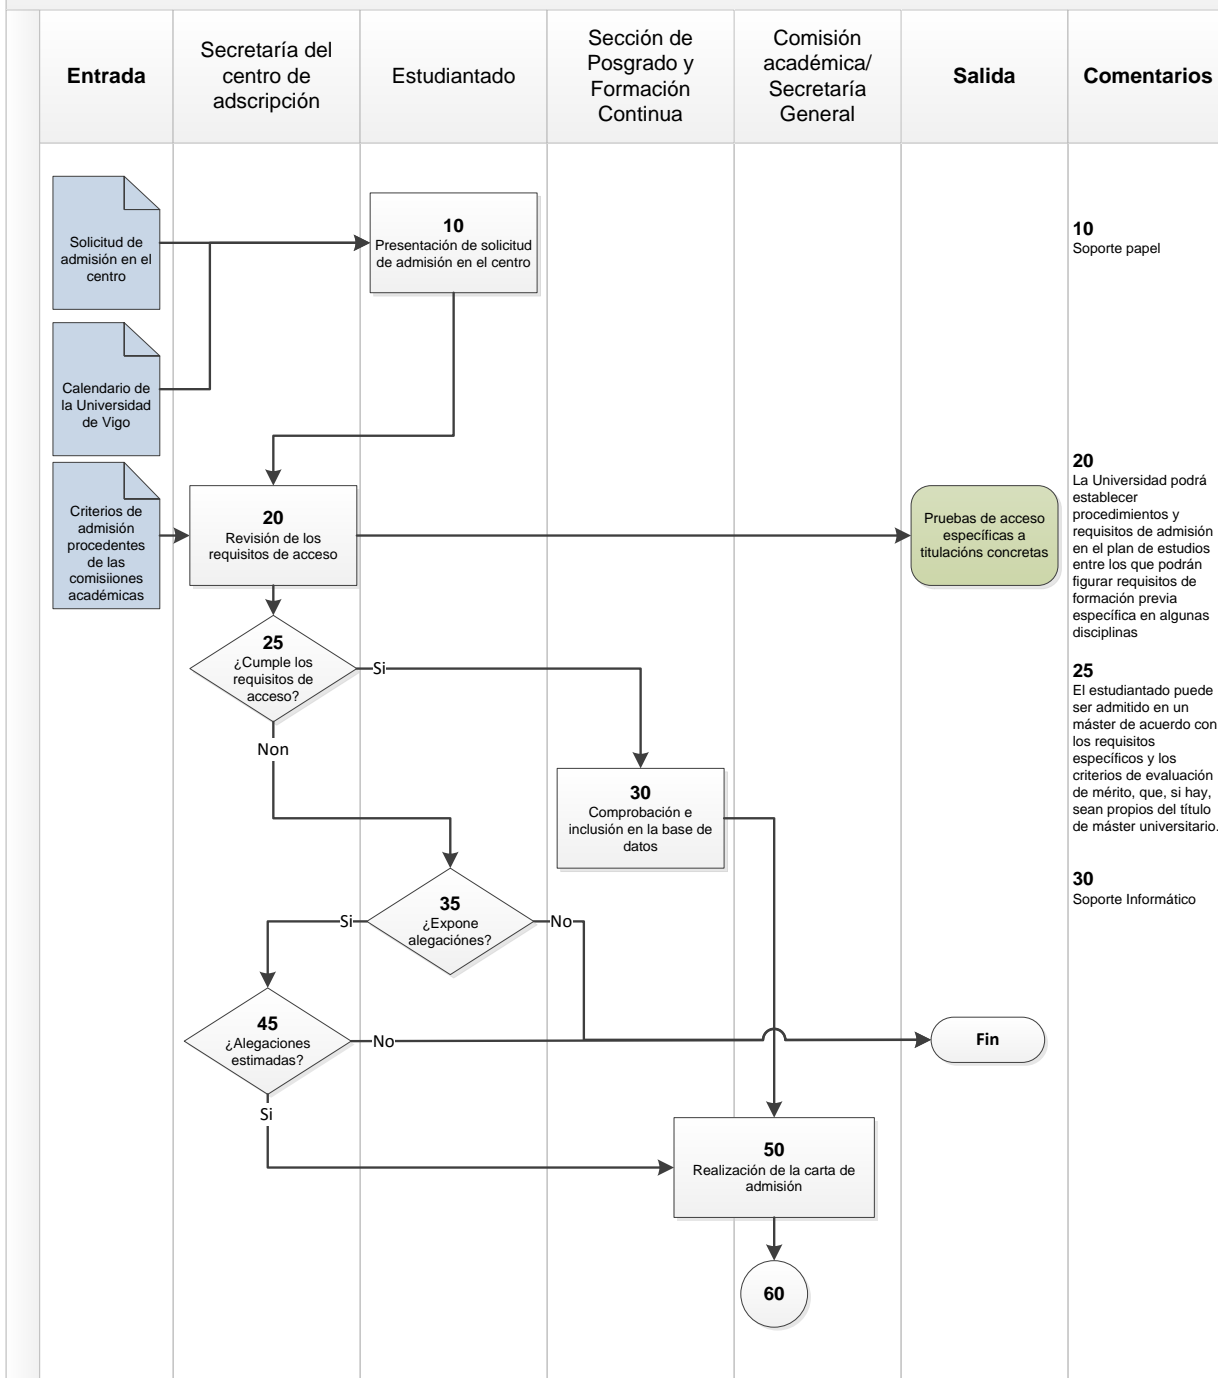 Entrada
Secretaría del
centro de
adscripción
Estudiantado
Sección de
Posgrado y
Formación
Continua
Comisión
académica/
Secretaría
General
Salida
Comentarios
Solicitud de
admisión en el
centro
10
Presentación de solicitud
de admisión en el centro
10
Soporte papel
Calendario de
la Universidad
de Vigo
Criterios de
admisión
procedentes
de las
comisiiones
académicas
20
Revisión de los
requisitos de acceso
Pruebas de acceso
específicas a
titulacións concretas
20
La Universidad podrá
establecer
procedimientos y
requisitos de admisión
en el plan de estudios
entre los que podrán
figurar requisitos de
formación previa
específica en algunas
disciplinas
25
¿Cumple los
requisitos de
acceso?
Si
Non
25
El estudiantado puede
ser admitido en un
máster de acuerdo con
los requisitos
específicos y los
criterios de evaluación
de mérito, que, si hay,
sean propios del título
de máster universitario.
30
Comprobación e
inclusión en la base de
datos
30
Soporte Informático
35
¿Expone
alegaciónes?
Si
No
45
¿Alegaciones
estimadas?
No
Si
Fin
50
Realización de la carta de
admisión
60